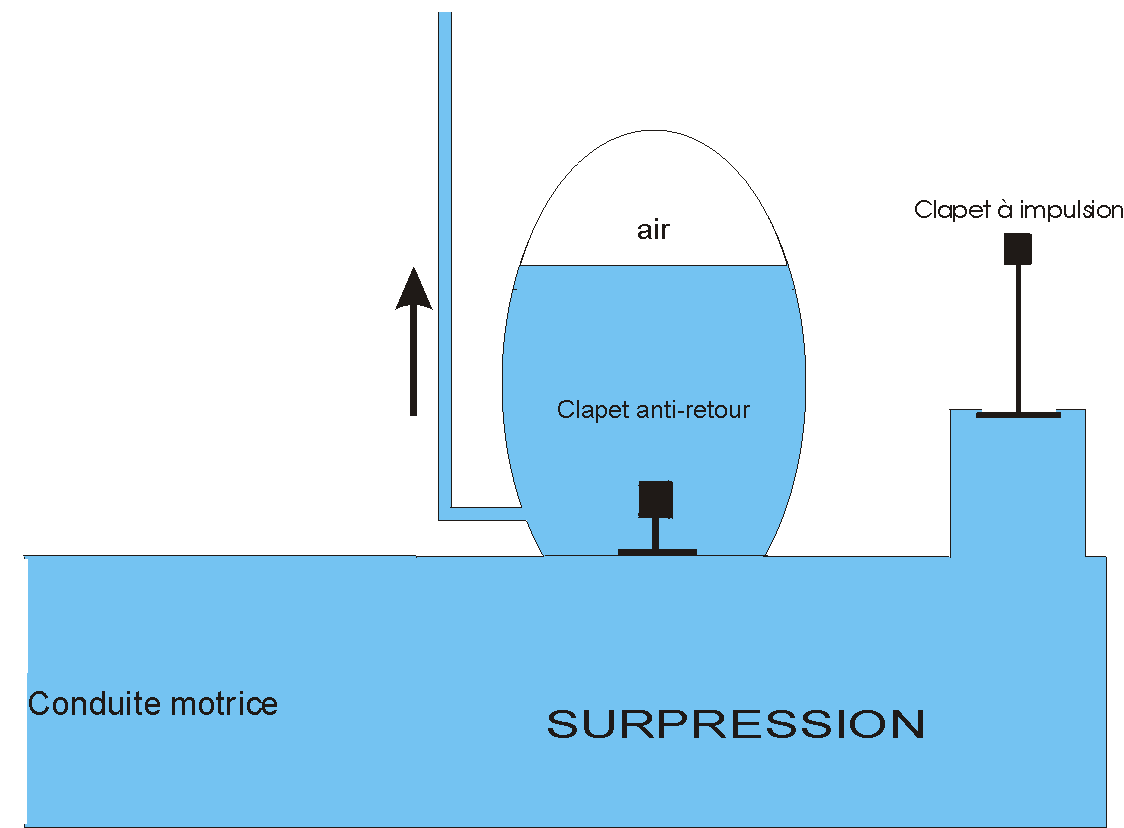 Clapet à impulsion
air
Clapet anti-retour
Conduite motrice
SURPRESSION